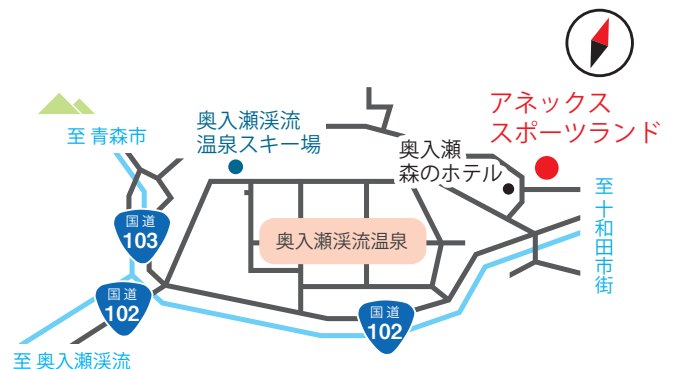 アネックス
スポーツランド
奥入瀬渓流
温泉スキー場
至 青森市
奥入瀬
森のホテル
至 十和田市街
国道
103
奥入瀬渓流温泉
国道
102
国道
102
至 奥入瀬渓流